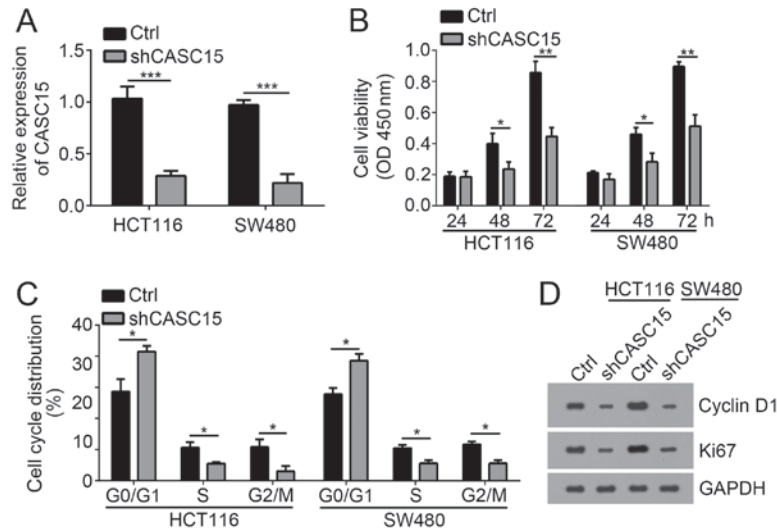 A
Ctrl
shCASC15
Relative expression
of CASC15
1.5
1.0
0.5
0.0
***
***
HCT116
SW480
B
Ctrl
shCASC15
Cell viability
(OD 450 nm)
1.0
0.8
0.6
0.4
0.2
0.0
*
**
*
**
24 48 72 24 48 72 h
HCT116 SW480
C
Ctrl
shCASC15
Cell cycle distribution
(%)
40
30
20
10
0
*
*
*
*
*
*
G0/G1 S G2/M G0/G1 S G2/M
HCT116 SW480
D
HCT116 SW480
Ctrl
shCASC15
Ctrl
shCASC15
Cyclin D1
Ki67
GAPDH